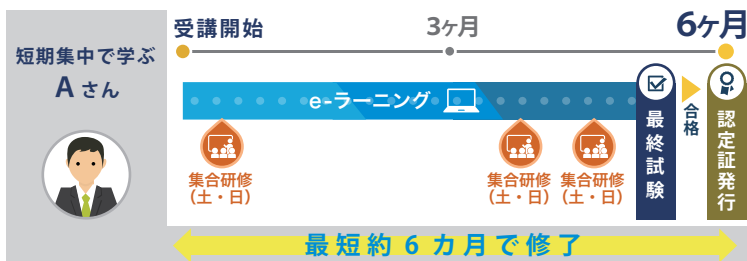 短期集中で学ぶ
Aさん
受講開始
3ヶ月
6ヶ月
e-ラーニング
集合研修
(土・日)
集合研修
(土・日)
集合研修
(土・日)
最終試験
合格
認定証発行
最短約6カ月で修了